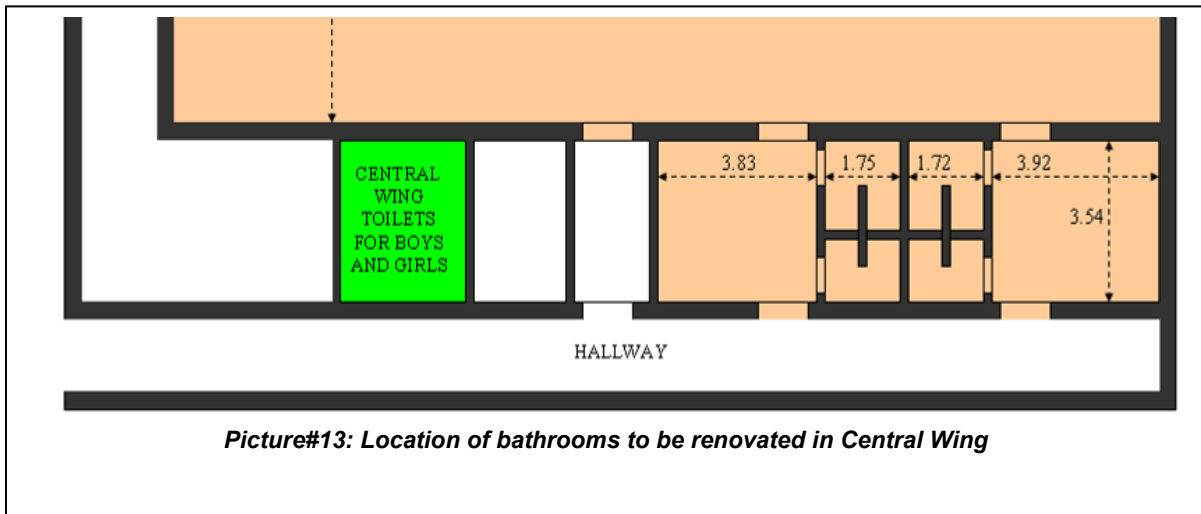 CENTRAL
WING
TOILETS
FOR BOYS
AND GIRLS
3.83
1.75
1.72
3.92
3.54
HALLWAY
Picture#13: Location of bathrooms to be renovated in Central Wing